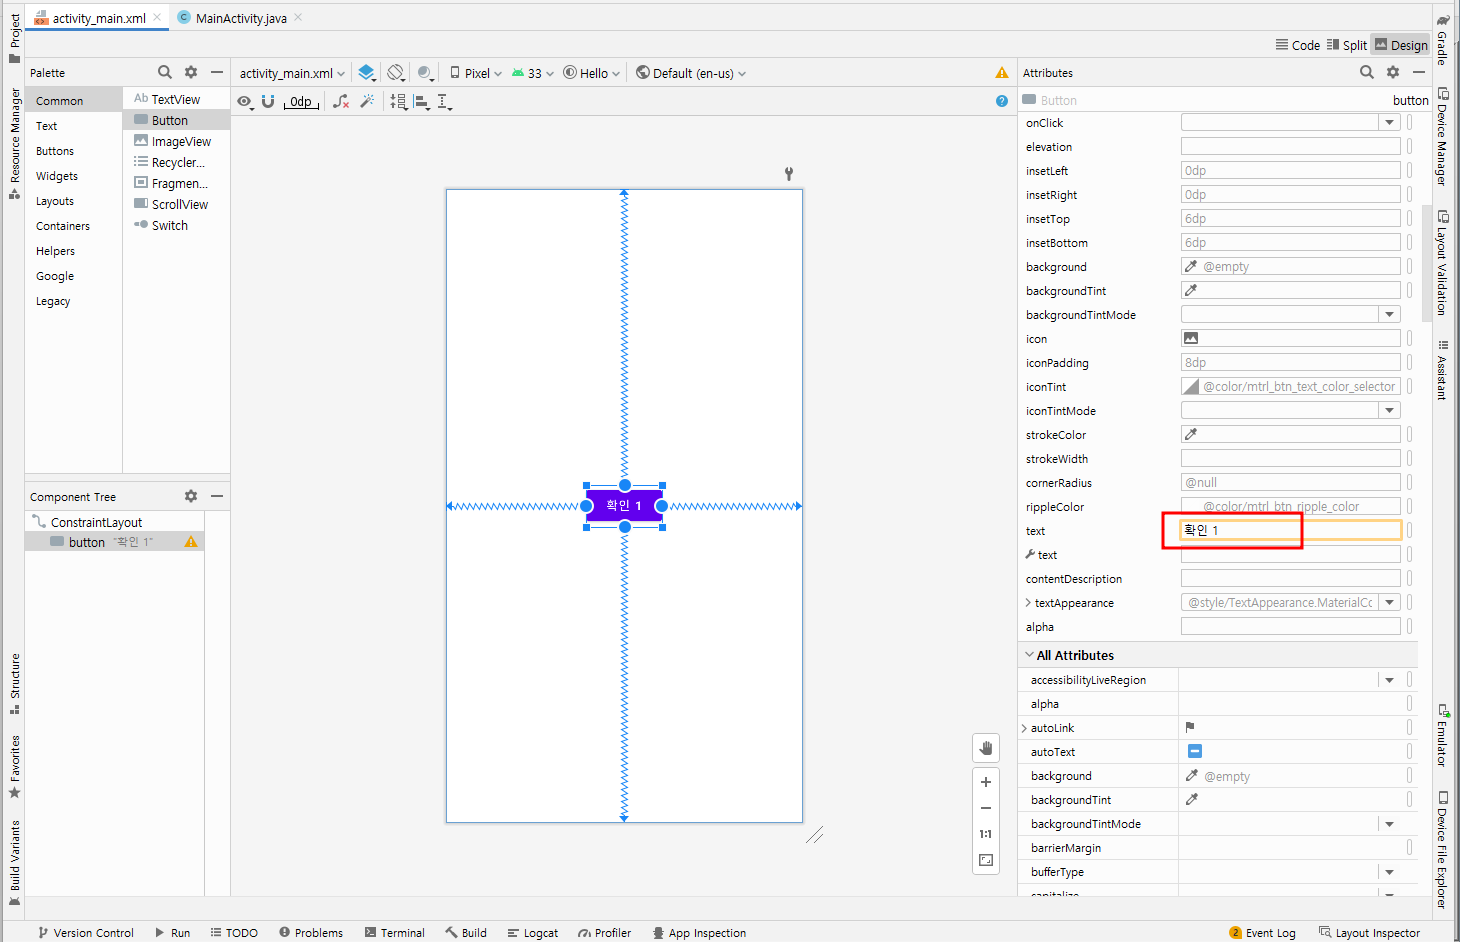 activity_main.xml
MainActivity.java
Code
Split
Design
Project
Resource Manager
Structure
Favorites
Build Variants
Palette
Common
Text
Buttons
Widgets
Layouts
Containers
Helpers
Google
Legacy
Ab TextView
Button
ImageView
Recycler...
Fragmen...
ScrollView
Switch
Component Tree
ConstraintLayout
button "확인 1"
activity_main.xml
Pixel
33
Hello
Default (en-us)
0dp
?
확인 1
1:1
Attributes
Button
button
onClick
elevation
insetLeft 0dp
insetRight 0dp
insetTop 6dp
insetBottom 6dp
background @empty
backgroundTint
backgroundTintMode
icon
iconPadding 8dp
iconTint @color/mtrl_btn_text_color_selector
iconTintMode
strokeColor
strokeWidth
cornerRadius @null
rippleColor @color/mtrl_btn_ripple_color
text 확인 1
text
contentDescription
textAppearance @style/TextAppearance.MaterialCc
alpha
All Attributes
accessibilityLiveRegion
alpha
autoLink
autoText
background @empty
backgroundTint
backgroundTintMode
barrierMargin
bufferType
capitalize
Gradle
Device Manager
Layout Validation
Assistant
Emulator
Device File Explorer
Version Control
Run
TODO
Problems
Terminal
Build
Logcat
Profiler
App Inspection
2 Event Log
Layout Inspector